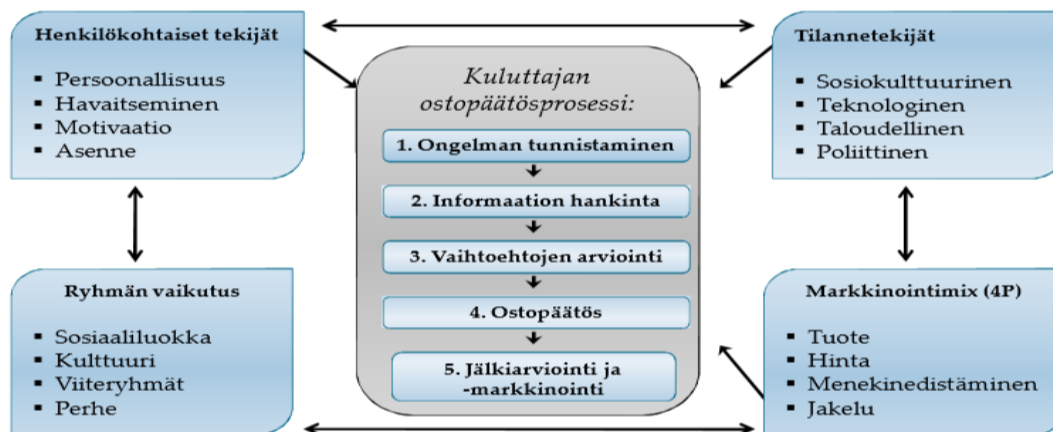 Henkilökohtaiset tekijät
▪ Persoonallisuus
▪ Havaitseminen
▪ Motivaatio
▪ Asenne
Kuluttajan
ostopäätösprosessi:
1. Ongelman tunnistaminen
2. Informaation hankinta
3. Vaihtoehtojen arviointi
4. Ostopäätös
5. Jälkiarviointi ja
-markkinointi
Tilannetekijät
▪ Sosiokulttuurinen
▪ Teknologinen
▪ Taloudellinen
▪ Poliittinen
Ryhmän vaikutus
▪ Sosiaaliluokka
▪ Kulttuuri
▪ Viiteryhmät
▪ Perhe
Markkinointimix (4P)
▪ Tuote
▪ Hinta
▪ Menekinedistäminen
▪ Jakelu